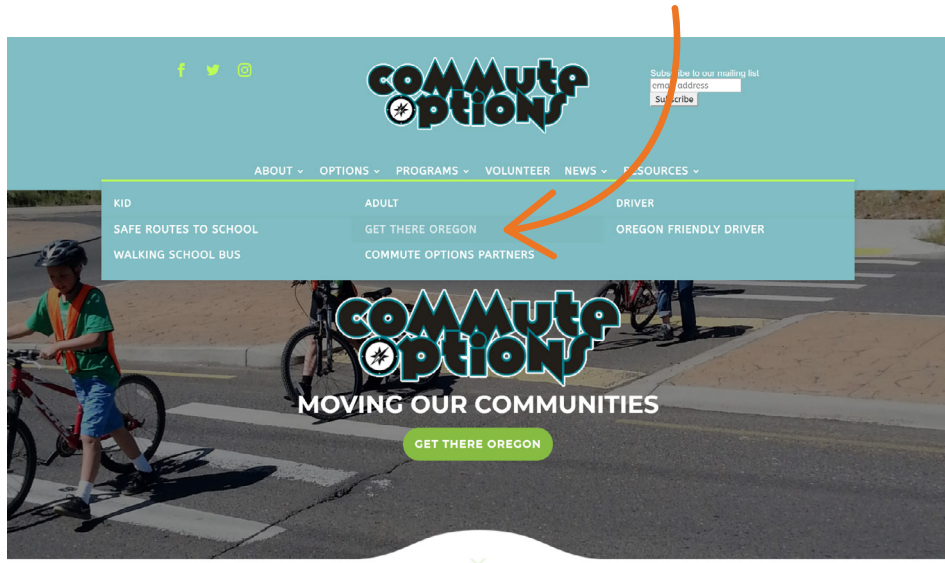 commute
options
Subscribe to our mailing list
email address
Subscribe
ABOUT OPTIONS PROGRAMS VOLUNTEER NEWS RESOURCES
KID ADULT DRIVER
SAFE ROUTES TO SCHOOL GET THERE OREGON OREGON FRIENDLY DRIVER
WALKING SCHOOL BUS COMMUTE OPTIONS PARTNERS
commute
options
MOVING OUR COMMUNITIES
GET THERE OREGON